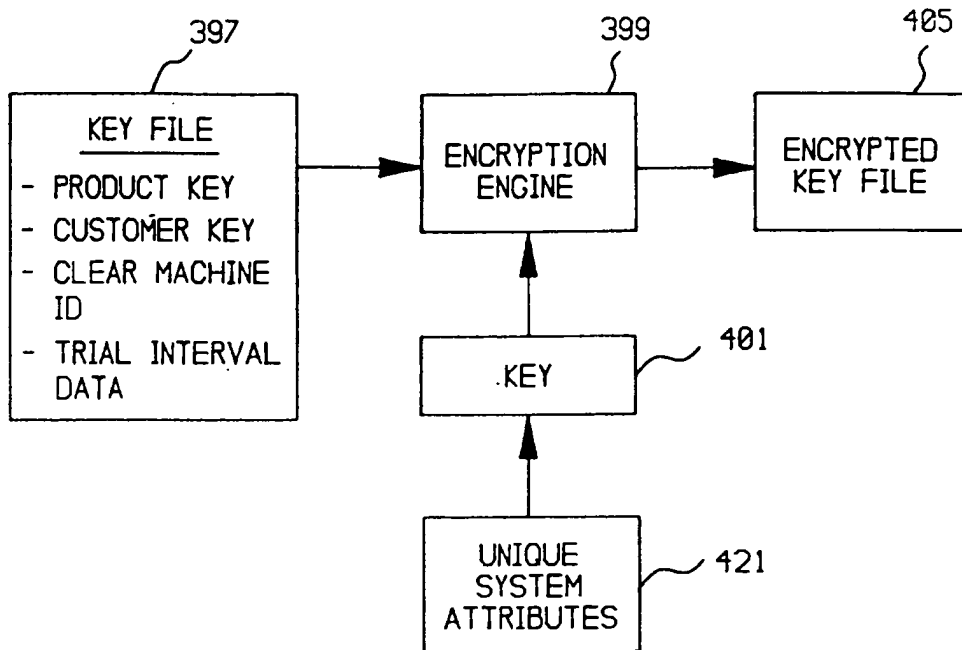 397
399
405
KEY FILE
- PRODUCT KEY
- CUSTOMER KEY
- CLEAR MACHINE
ID
- TRIAL INTERVAL
DATA
ENCRYPTION
ENGINE
ENCRYPTED
KEY FILE
KEY
401
UNIQUE
SYSTEM
ATTRIBUTES
421